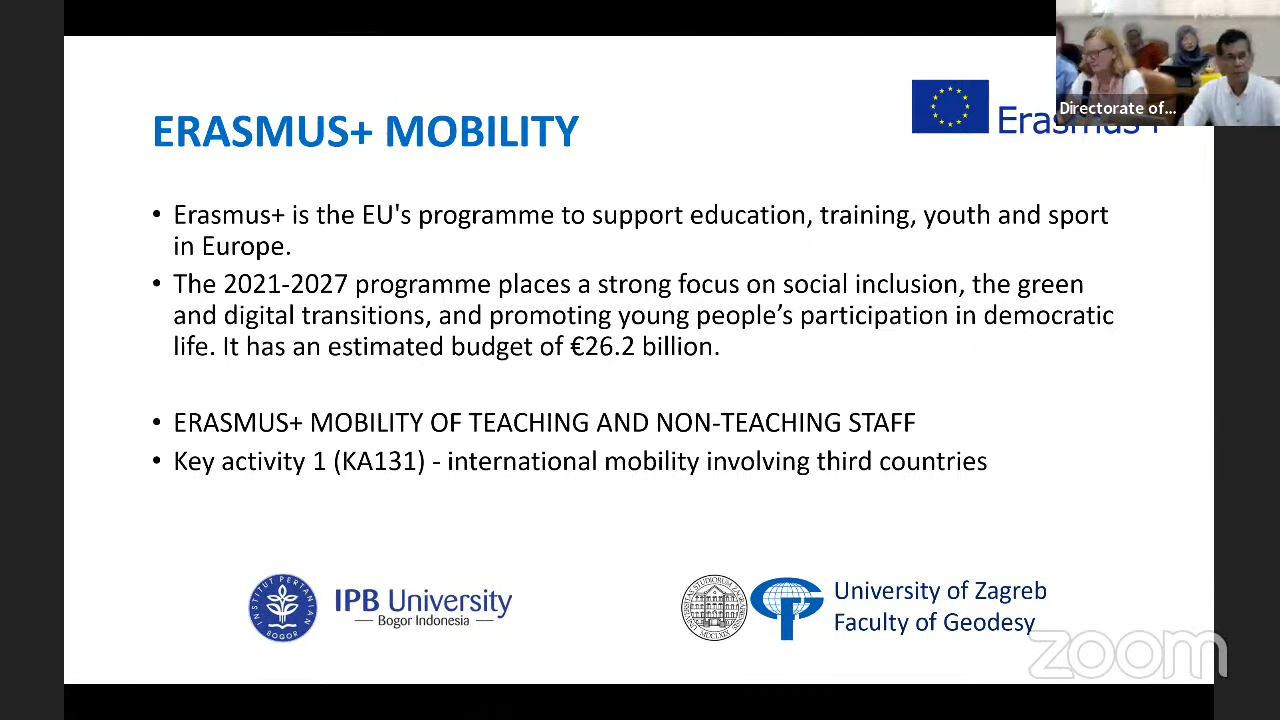 ERASMUS+ MOBILITY
Directorate of...
• Erasmus+ is the EU's programme to support education, training, youth and sport
in Europe.
• The 2021-2027 programme places a strong focus on social inclusion, the green
and digital transitions, and promoting young people’s participation in democratic
life. It has an estimated budget of €26.2 billion.
• ERASMUS+ MOBILITY OF TEACHING AND NON-TEACHING STAFF
• Key activity 1 (KA131) - international mobility involving third countries
INSTITUT PERTANIAN
BOGOR
IPB University
— Bogor Indonesia —
University of Zagreb
Faculty of Geodesy
zoom